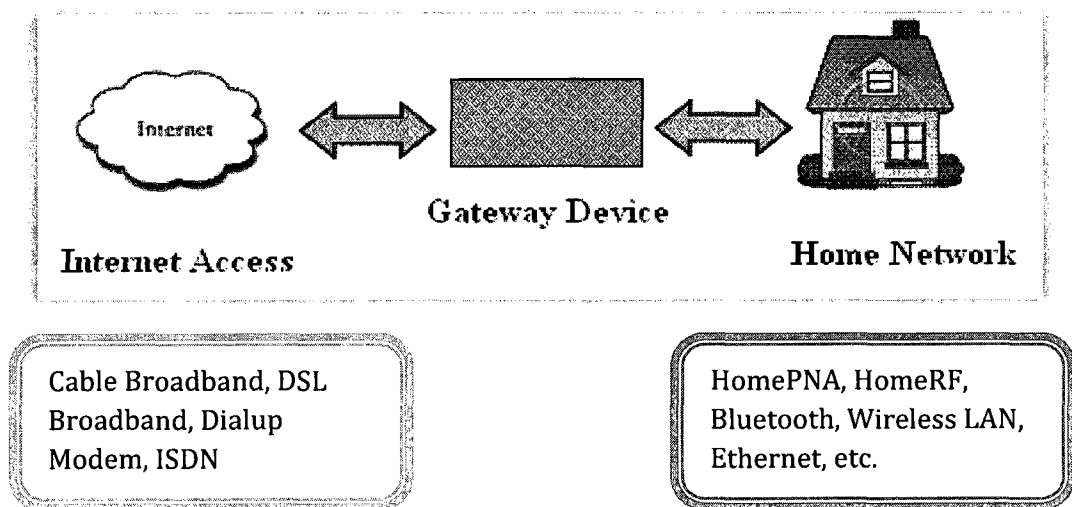 Internet
Gateway Device
Internet Access
Home Network
Cable Broadband, DSL
Broadband, Dialup
Modem, ISDN
HomePNA, HomeRF,
Bluetooth, Wireless LAN,
Ethernet, etc.